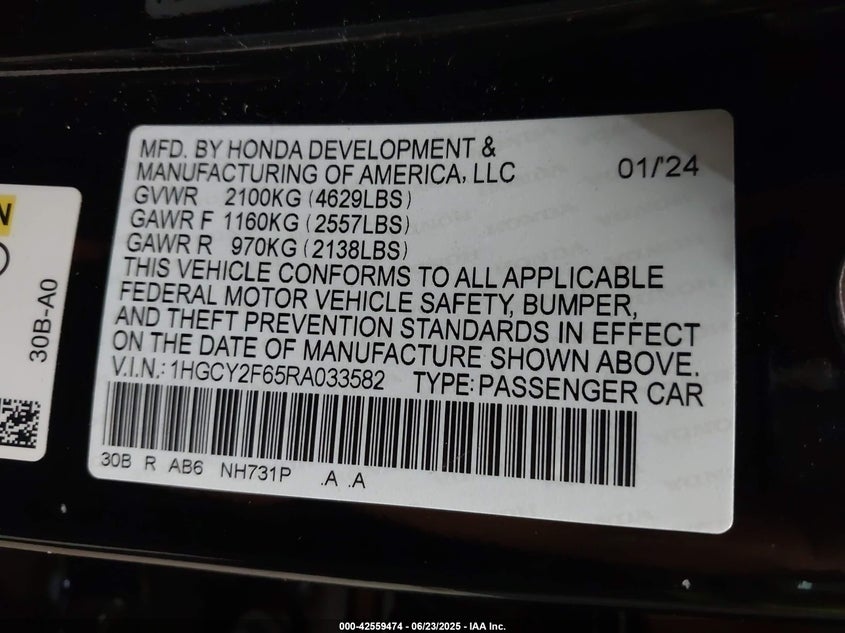 MFD. BY HONDA DEVELOPMENT &
MANUFACTURING OF AMERICA, LLC 01/'24
GVWR 2100KG (4629LBS)
GAWR F 1160KG (2557LBS)
GAWR R 970KG (2138LBS)
THIS VEHICLE CONFORMS TO ALL APPLICABLE
FEDERAL MOTOR VEHICLE SAFETY, BUMPER,
AND THEFT PREVENTION STANDARDS IN EFFECT
ON THE DATE OF MANUFACTURE SHOWN ABOVE.
V.I.N.: 1HGCY2F65RA033582 TYPE: PASSENGER CAR
30B R AB6 NH731P .A .A
30B-A0
000-42559474 / 06/23/2025 - IAA Inc.